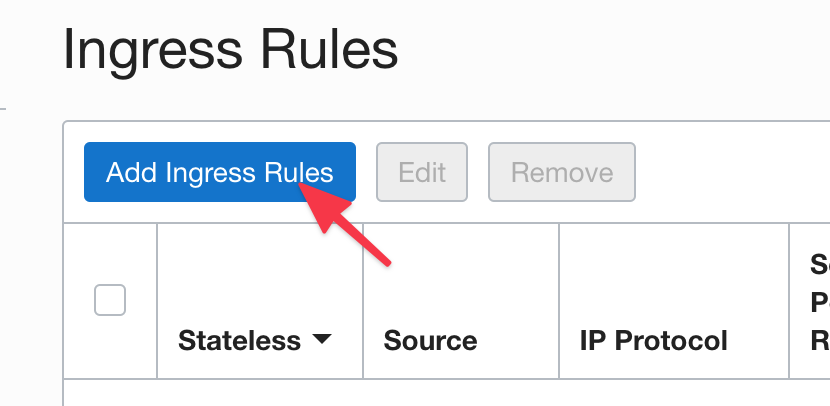 Ingress Rules
Add Ingress Rules
Edit
Remove
Stateless
Source
IP Protocol